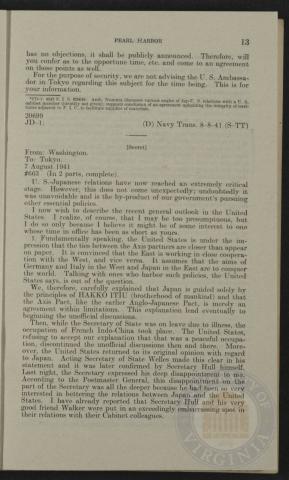 PEARL HARBOR 13
has no objections, it shall be publicly announced. Therefore, will
you confer as to the opportune time, etc. and come to an agreement
on those points as well.
For the purpose of security, we are not advising the U. S. Ambassa-
dor in Tokyo regarding this subject for the time being. This is for
your information.
20699
JD-1: (D) Navy Trans. 8-8-41 (S-TT)
[Secret]
From: Washington.
To: Tokyo.
7 August 1941
#663 (In 2 parts, complete).
U. S.-Japanese relations have now reached an extremely critical
stage. However, this does not come unexpectedly; undoubtedly it
was unavoidable and is the by-product of our government's pursuing
other essential policies.
I now wish to describe the recent general outlook in the United
States. I realize, of course, that I may be too presumptuous, but
I do so only because I believe it might be of some interest to one
whose time in office has been as short as yours.
1. Fundamentally speaking, the United States is under the im-
pression that the ties between the Axis partners are closer than appear
on paper. It is convinced that the East is working in close coopera-
tion with the West, and vice versa. It assumes that the aims of
Germany and Italy in the West and Japan in the East are to conquer
the world. Talking with ones who harbor such policies, the United
States says, is out of the question.
We, therefore, carefully explained that Japan is guided solely by
the principles of HAKKO ITIU (brotherhood of mankind) and that
the Axis Pact, like the earlier Anglo-Japanese Pact, is merely an
agreement within limitations. This explanation lend eventually to
beginning the unofficial discussions.
Then, while the Secretary of State was on leave due to illness, the
occupation of French Indo-China took place. The United States,
refusing to accept our explanation that that was a peaceful occupa-
tion, discontinued the unofficial discussions then and there. More-
over, the United States returned to its original opinion with regard
to Japan. Acting Secretary of State Welles made this clear in his
statement and it was later confirmed by Secretary Hull himself.
Last night, the Secretary expressed his deep disappointment to me.
According to the Postmaster General, this disappointment on the
part of the Secretary was all the deeper because he had been so very
interested in bettering the relations between Japan and the United
States. I have already reported that Secretary Hull and his very
good friend Walker were put in an exceedingly embarrassing spot in
their relations with their Cabinet colleagues.
UNIVERSITY OF
VIRGINIA